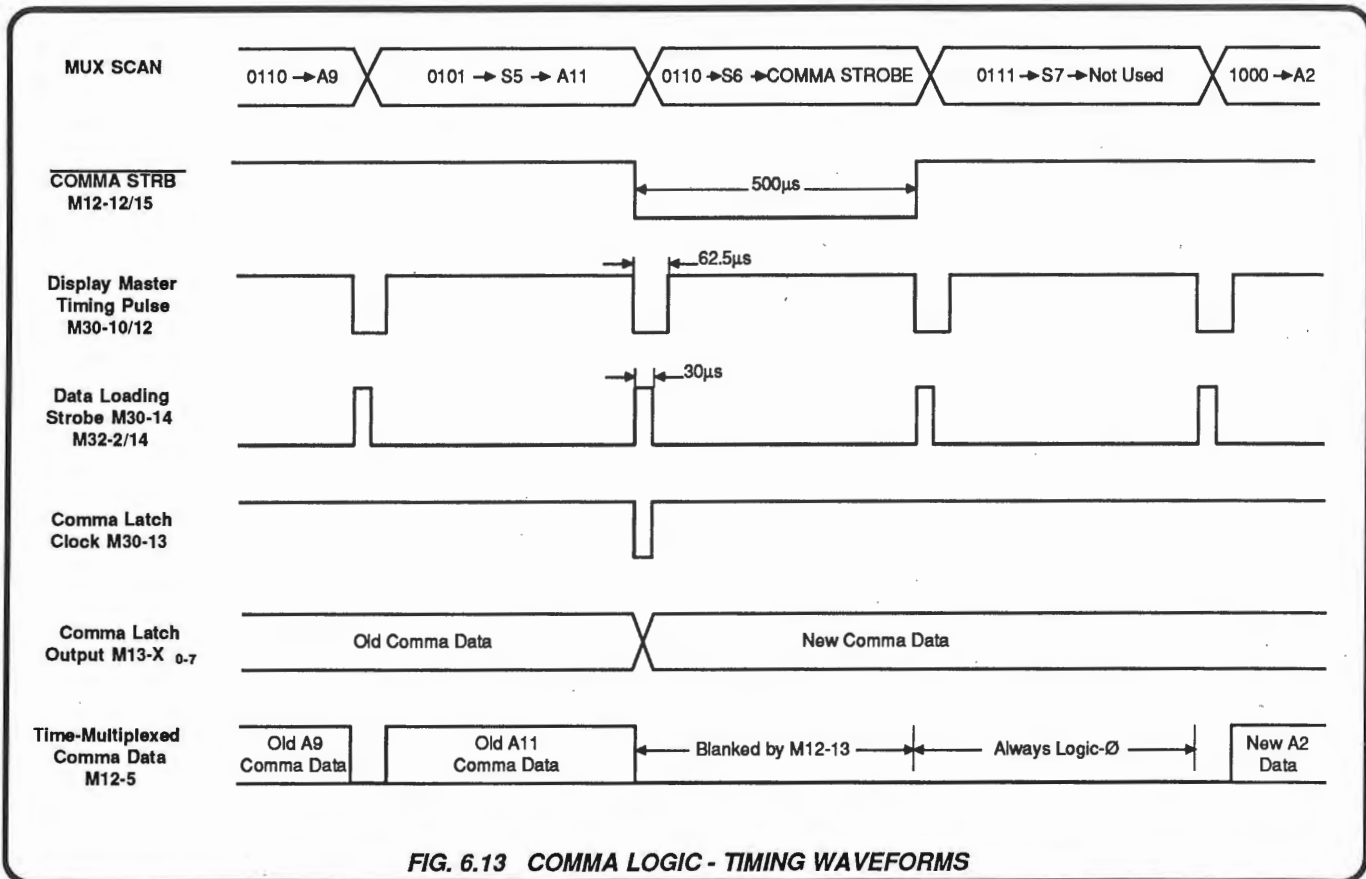 MUX SCAN
0110 → A9
0101 → S5 → A11
0110 → S6 → COMMA STROBE
0111 → S7 → Not Used
1000 → A2
COMMA STRB
M12-12/15
500µs
Display Master
Timing Pulse
M30-10/12
62.5µs
Data Loading
Strobe M30-14
M32-2/14
30µs
Comma Latch
Clock M30-13
Comma Latch
Output M13-X 0-7
Old Comma Data
New Comma Data
Time-Multiplexed
Comma Data
M12-5
Old A9
Comma Data
Old A11
Comma Data
Blanked by M12-13
Always Logic-Ø
New A2
Data
FIG. 6.13 COMMA LOGIC - TIMING WAVEFORMS